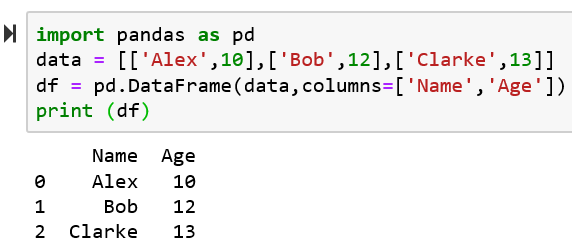 import pandas as pd
data = [['Alex',10],['Bob',12],['Clarke',13]]
df = pd.DataFrame(data,columns=['Name','Age'])
print (df)
     Name  Age
0    Alex   10
1     Bob   12
2  Clarke   13